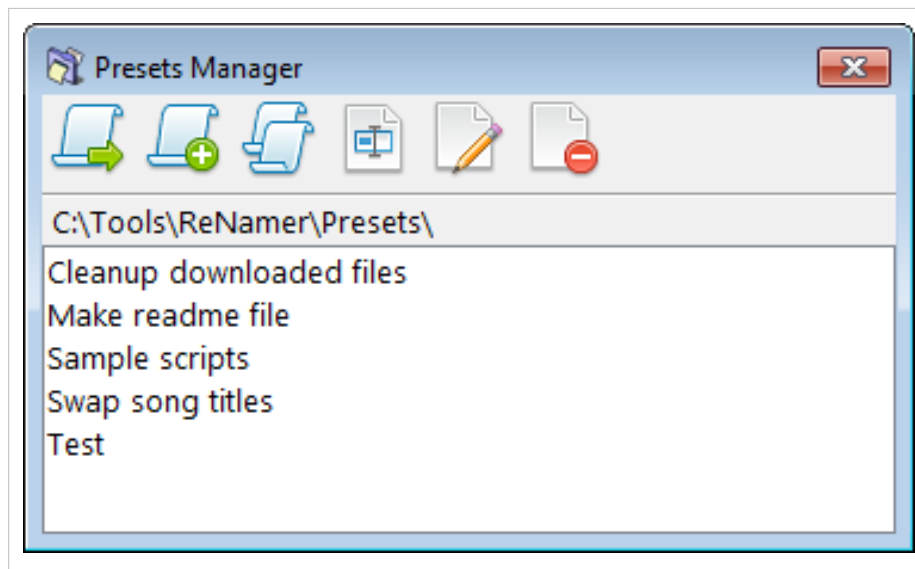 Presets Manager
C:\Tools\ReNamer\Presets\
Cleanup downloaded files
Make readme file
Sample scripts
Swap song titles
Test